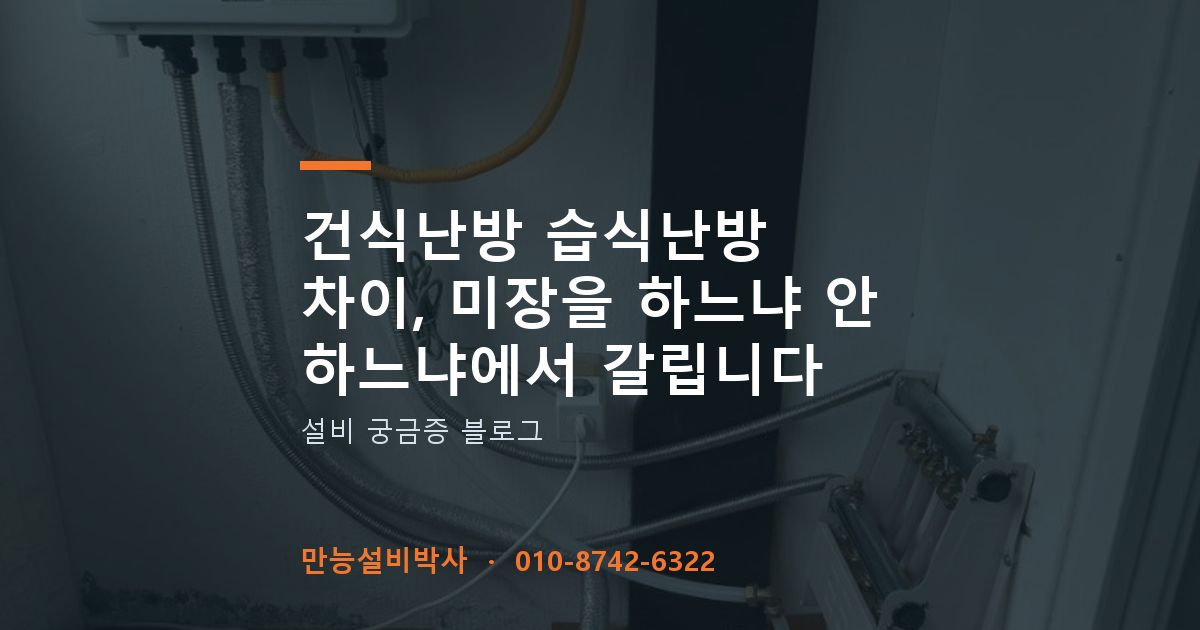 건식난방 습식난방
차이, 미장을 하느냐 안
하느냐에서 갈립니다
설비 궁금증 블로그
만능설비박사 · 010-8742-6322